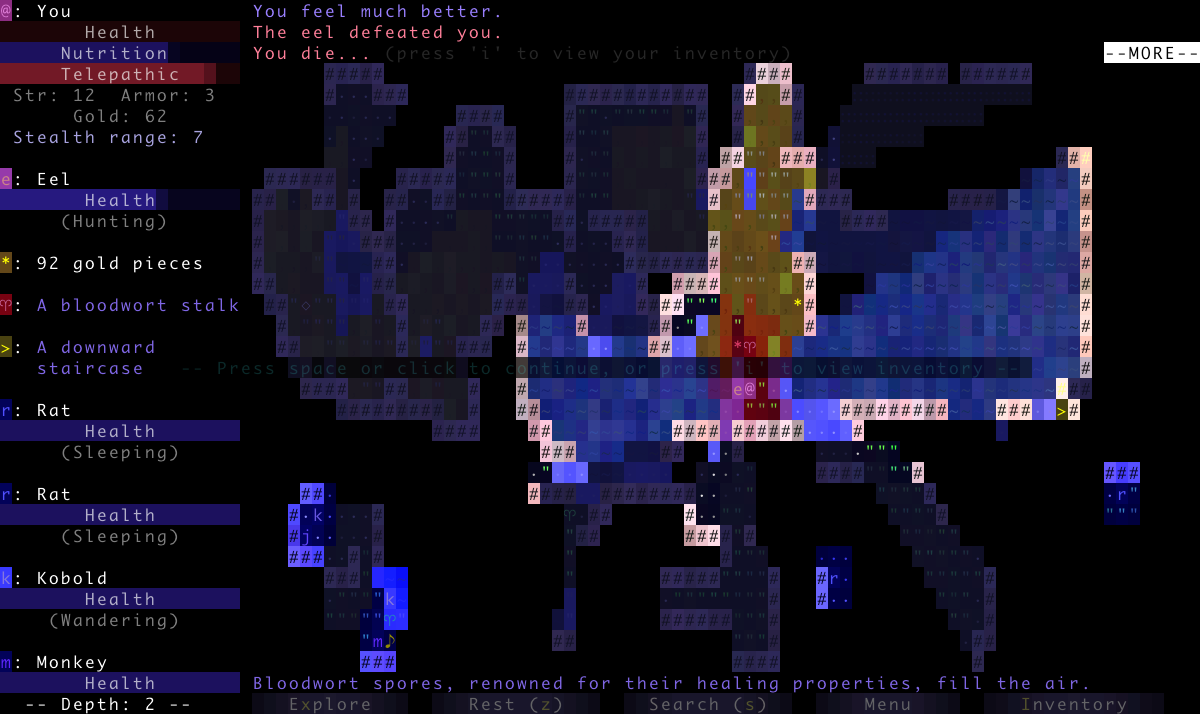 @: You
Health
Nutrition
Telepathic
Str: 12 Armor: 3
Gold: 62
Stealth range: 7
e: Eel
Health
(Hunting)
*: 92 gold pieces
A bloodwort stalk
>: A downward
staircase
r: Rat
Health
(Sleeping)
r: Rat
Health
(Sleeping)
k: Kobold
Health
(Wandering)
m: Monkey
Health
-- Depth: 2 --
You feel much better.
The eel defeated you.
You die... (press 'i' to view your inventory)
--MORE--
-- Press space or click to continue, or press 'i' to view inventory --
Bloodwort spores, renowned for their healing properties, fill the air.
Explore Rest (z) Search (s) Menu Inventory